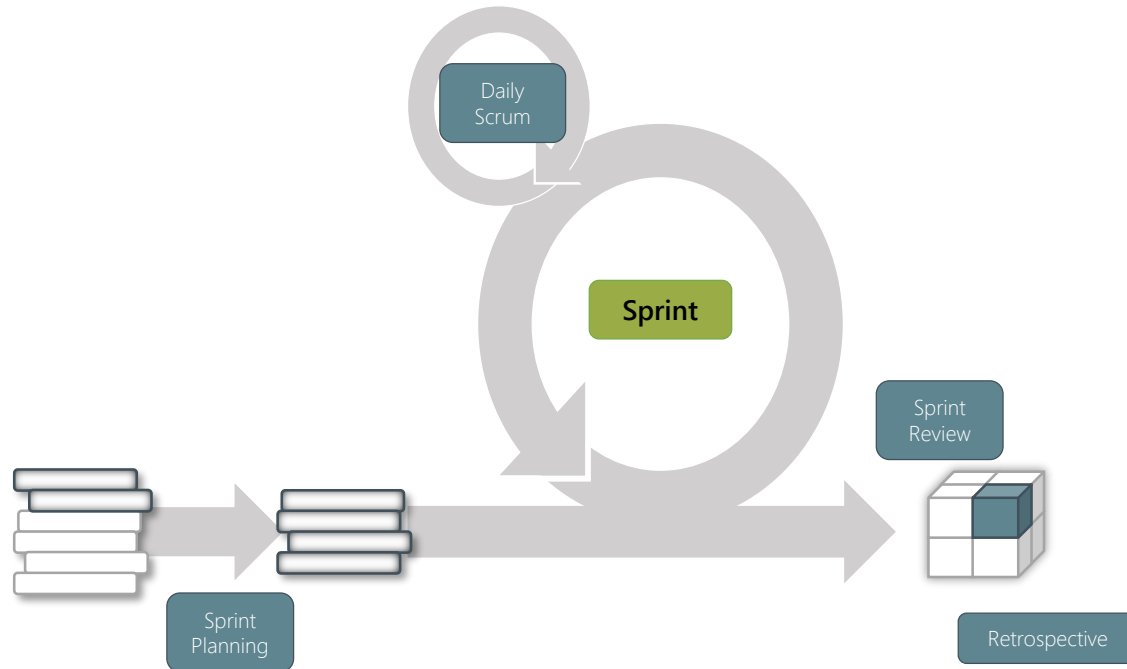 Daily
Scrum
Sprint
Sprint
Review
Sprint
Planning
Retrospective